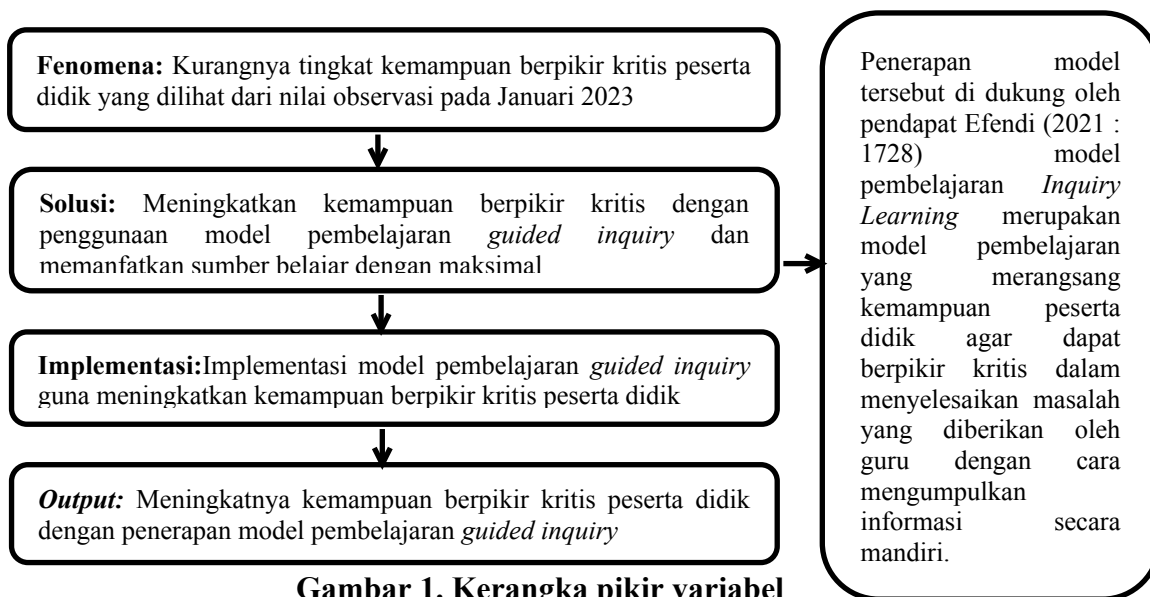 Fenomena: Kurangnya tingkat kemampuan berpikir kritis peserta
didik yang dilihat dari nilai observasi pada Januari 2023
Solusi: Meningkatkan kemampuan berpikir kritis dengan
penggunaan model pembelajaran guided inquiry dan
memanfatkan sumber belajar dengan maksimal
Implementasi:Implementasi model pembelajaran guided inquiry
guna meningkatkan kemampuan berpikir kritis peserta didik
Output: Meningkatnya kemampuan berpikir kritis peserta didik
dengan penerapan model pembelajaran guided inquiry
Penerapan model
tersebut di dukung oleh
pendapat Efendi (2021 :
1728) model
pembelajaran Inquiry
Learning merupakan
model pembelajaran
yang merangsang
kemampuan peserta
didik agar dapat
berpikir kritis dalam
menyelesaikan masalah
yang diberikan oleh
guru dengan cara
mengumpulkan
informasi secara
mandiri.
Gambar 1. Kerangka pikir variabel